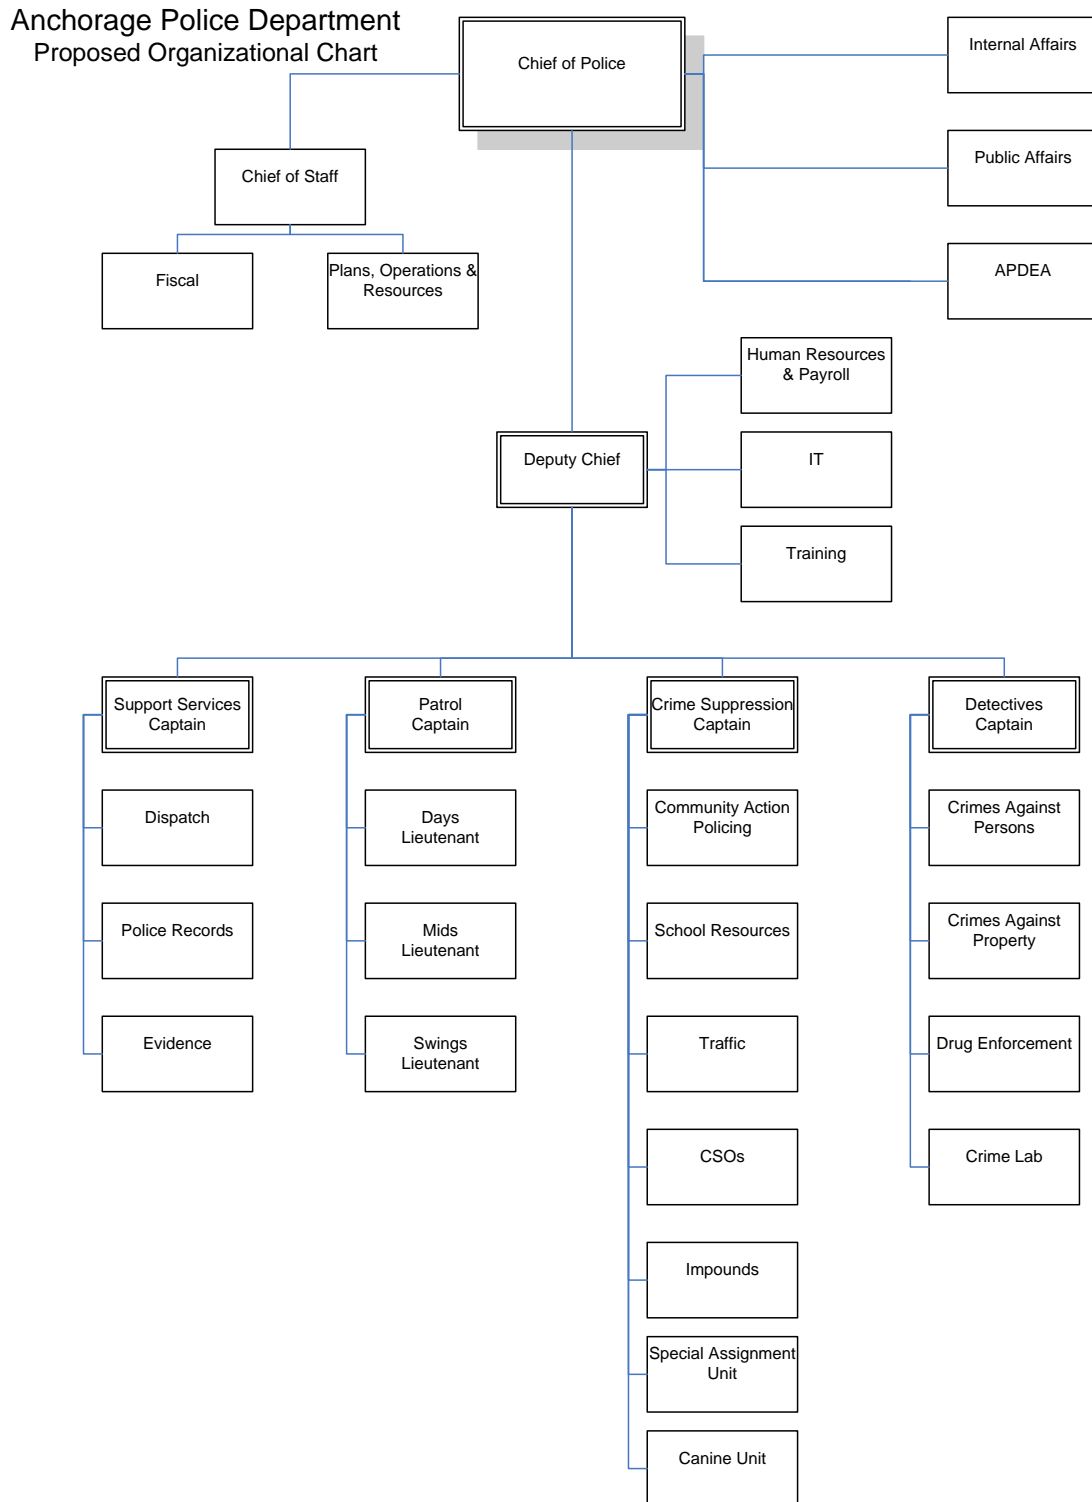 Anchorage Police Department
Proposed Organizational Chart
Chief of Police
Internal Affairs
Public Affairs
APDEA
Chief of Staff
Fiscal
Plans, Operations &
Resources
Human Resources
& Payroll
Deputy Chief
IT
Training
Support Services
Captain
Dispatch
Police Records
Evidence
Patrol
Captain
Days
Lieutenant
Mids
Lieutenant
Swings
Lieutenant
Crime Suppression
Captain
Community Action
Policing
School Resources
Traffic
CSOs
Impounds
Special Assignment
Unit
Canine Unit
Detectives
Captain
Crimes Against
Persons
Crimes Against
Property
Drug Enforcement
Crime Lab